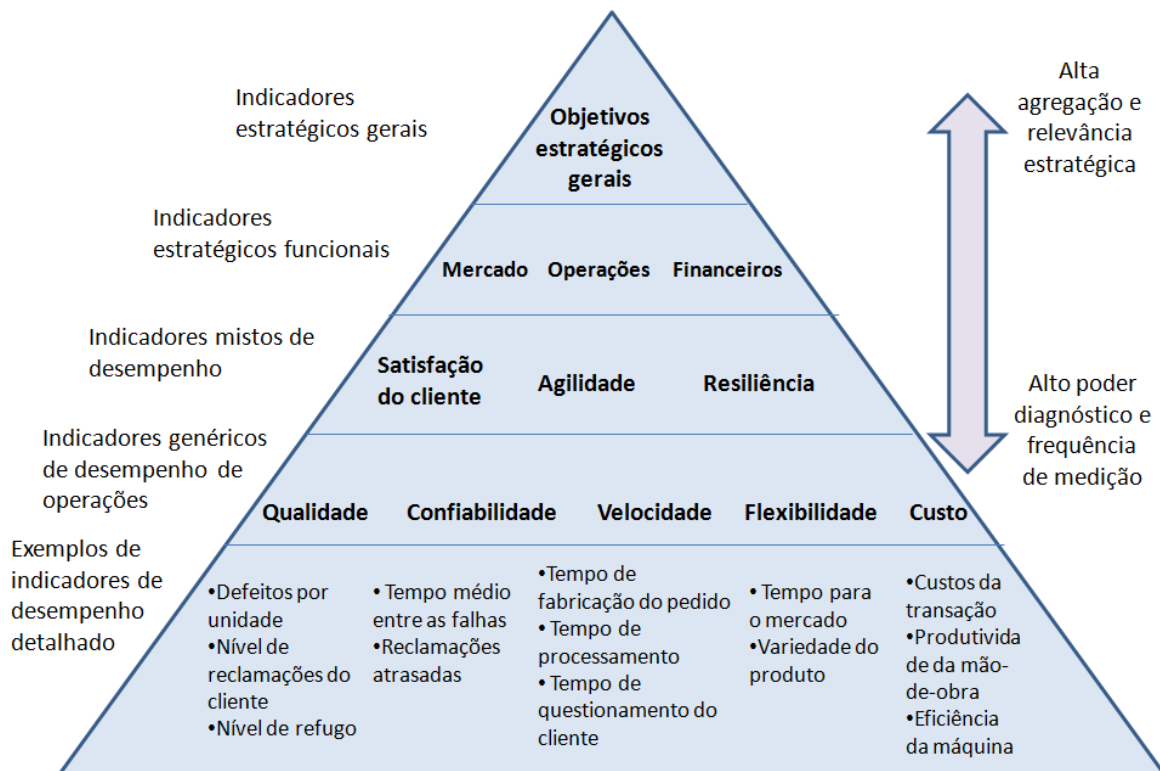 Indicadores
estratégicos gerais
Objetivos
estratégicos
gerais
Alta
agregação e
relevância
estratégica
Indicadores
estratégicos funcionais
Mercado Operações Financeiros
Indicadores mistos de
desempenho
Satisfação
do cliente
Agilidade
Resiliência
Alto poder
diagnóstico e
frequência
de medição
Indicadores genéricos
de desempenho de
operações
Qualidade Confiabilidade Velocidade Flexibilidade Custo
Exemplos de
indicadores de
desempenho
detalhado
•Defeitos por
unidade
•Nível de
reclamações do
cliente
•Nível de refugo
•Tempo médio
entre as falhas
•Reclamações
atrasadas
•Tempo de
fabricação do pedido
•Tempo de
processamento
•Tempo de
questionamento do
cliente
•Tempo para
o mercado
•Variedade do
produto
•Custos da
transação
•Produtivida
de da mão-
de-obra
•Eficiência
da máquina